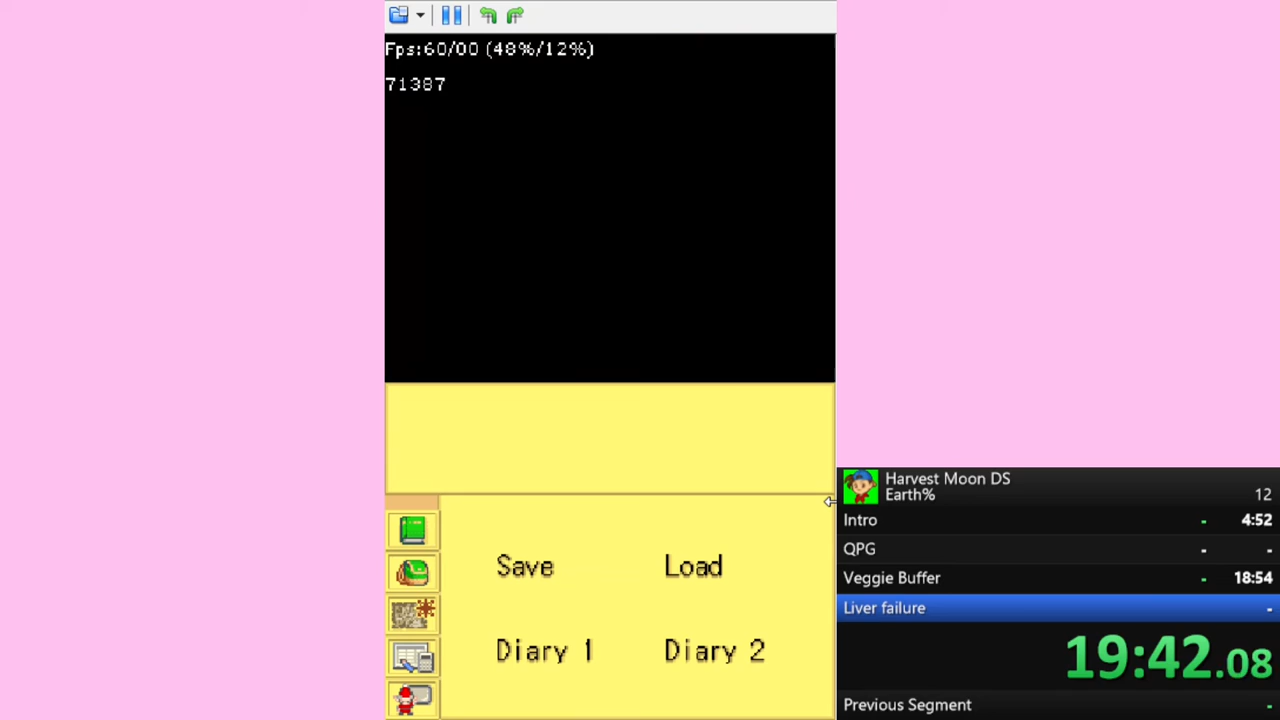 Fps:60/00 (48%/12%)
71387
Save Load
Diary 1 Diary 2
Harvest Moon DS
Earth% 12
Intro - 4:52
QPG - -
Veggie Buffer - 18:54
Liver failure -
19:42.08
Previous Segment -